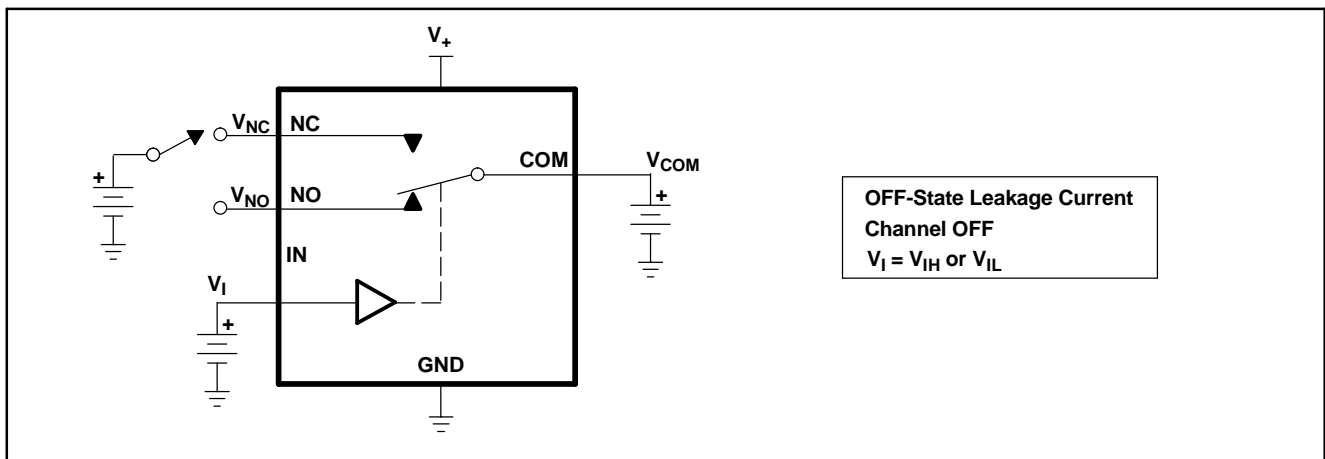 V+
VNC NC
+
VNO NO
COM VCOM
+
IN
VI
+
GND
OFF-State Leakage Current
Channel OFF
VI = VIH or VIL